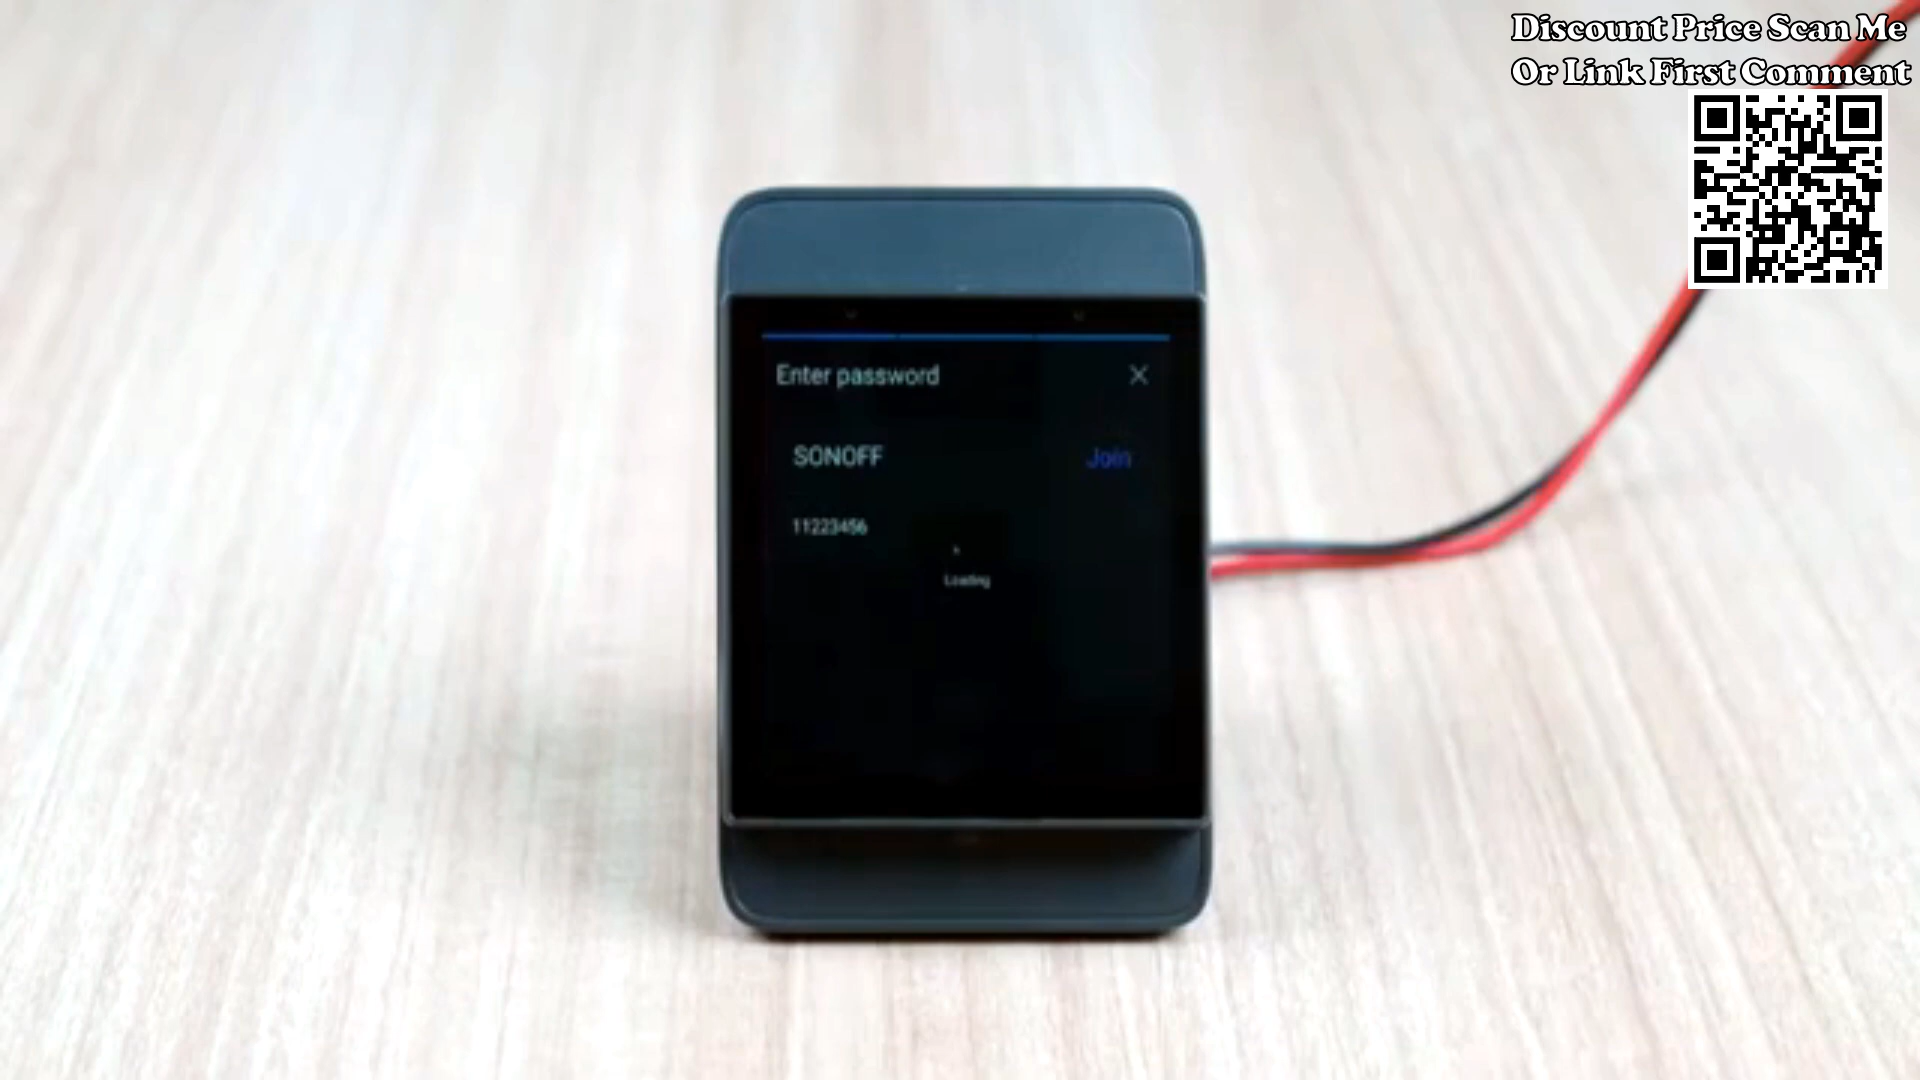 Discount Price Scan Me
Or Link First Comment
Enter password
SONOFF
Join
11223456
Loading